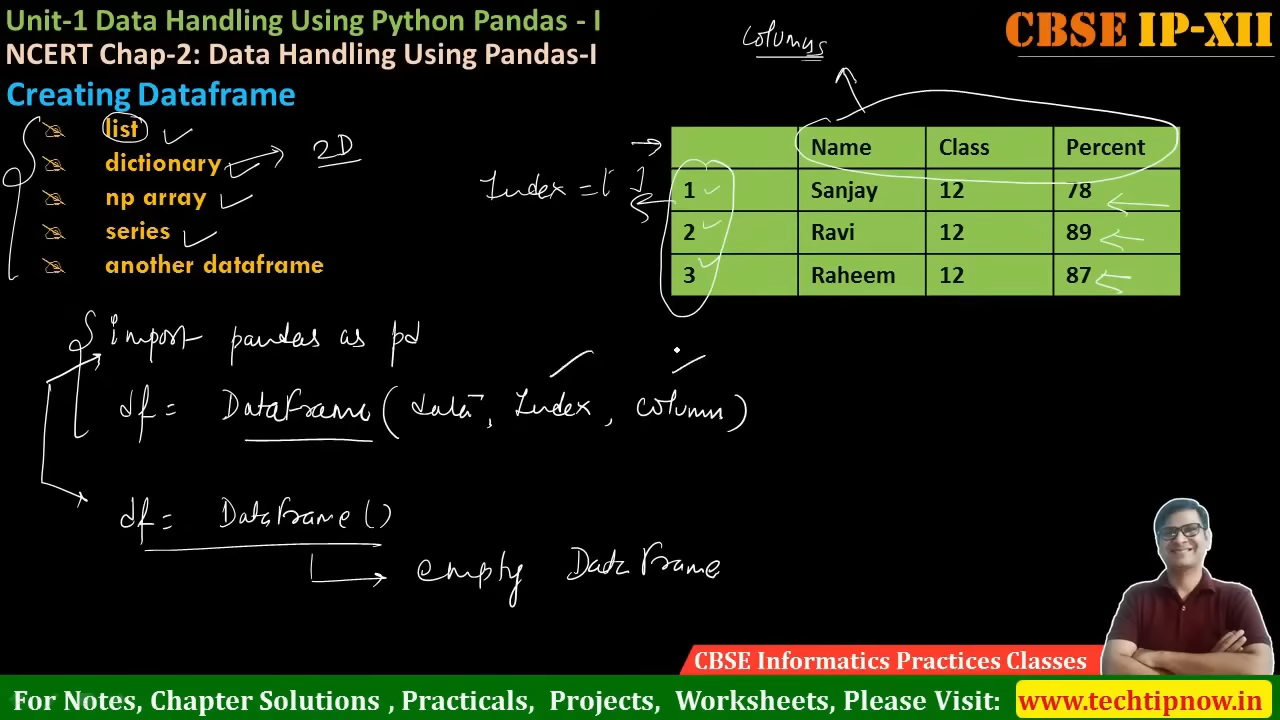 Unit-1 Data Handling Using Python Pandas - I
NCERT Chap-2: Data Handling Using Pandas-I
CBSE IP-XII
Creating Dataframe
list
dictionary
np array
series
another dataframe
2D
columns
Index =
Name Class Percent
1 Sanjay 12 78
2 Ravi 12 89
3 Raheem 12 87
import pandas as pd
df = DataFrame (data, Index, column)
df = DataFrame ()
empty DataFrame
CBSE Informatics Practices Classes
For Notes, Chapter Solutions , Practicals, Projects, Worksheets, Please Visit: www.techtipnow.in